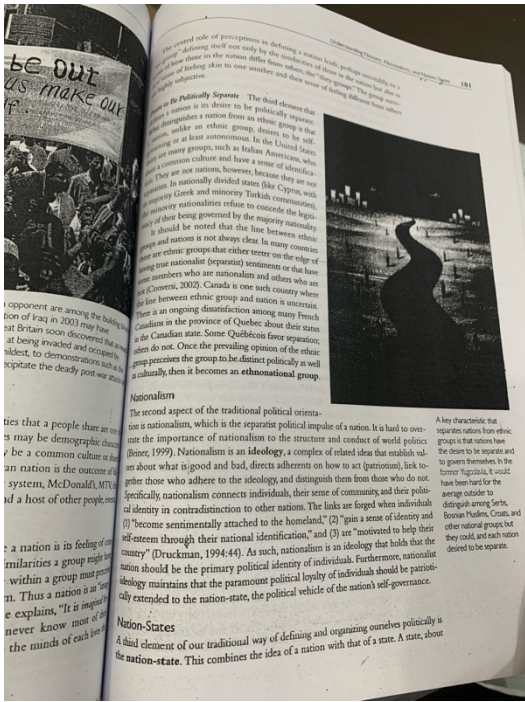 be our
us make our
opponent are among the building
tion of Iraq in 2003 may have
eat Britain soon discovered that
at being invaded and occupied by
mildest, to demonstrations such as the
ecipitate the deadly post-war attacks
ties that a people share are
s may be demographic
y be a common culture or
an nation is the outcome of
system, McDonald's, MTV,
nd a host of other people, even
e a nation is its feeling of
imilarities a group might
within a group must
n. Thus a nation is an
e explains, "It is imagined
never know most of
the minds of each lives
Understanding Nations, Nationalism, and Nation-States 101
The central role of perceptions in defining a nation leads, perhaps inevitably, to a
group" defining itself not only by the similarities of those in the nation but also in
of how those in the nation differ from others, the "they groups." The group
of feeling akin to one another and their sense of feeling different from others
highly subjective.
to Be Politically Separate The third element that
a nation is its desire to be politically separate.
distinguishes a nation from an ethnic group is that
unlike an ethnic group, desires to be self-
governing or at least autonomous. In the United States
are many groups, such as Italian Americans, who
a common culture and have a sense of identifica-
They are not nations, however, because they are not
In nationally divided states (like Cyprus, with
majority Greek and minority Turkish communities),
the minority nationalities refuse to concede the legiti-
macy of their being governed by the majority nationality.
It should be noted that the line between ethnic
groups and nations is not always clear. In many countries
there are ethnic groups that either teeter on the edge of
having true nationalist (separatist) sentiments or that have
some members who are nationalists and others who are
not (Conversi, 2002). Canada is one such country where
the line between ethnic group and nation is uncertain.
There is an ongoing dissatisfaction among many French
Canadians in the province of Quebec about their status
in the Canadian state. Some Québécois favor separation;
others do not. Once the prevailing opinion of the ethnic
group perceives the group to be distinct politically as well
as culturally, then it becomes an ethnonational group.
Nationalism
The second aspect of the traditional political orienta-
tion is nationalism, which is the separatist political impulse of a nation. It is hard to over-
state the importance of nationalism to the structure and conduct of world politics
(Beiner, 1999). Nationalism is an ideology, a complex of related ideas that establish val-
ues about what is good and bad, directs adherents on how to act (patriotism), link to-
gether those who adhere to the ideology, and distinguish them from those who do not.
Specifically, nationalism connects individuals, their sense of community, and their politi-
cal identity in contradistinction to other nations. The links are forged when individuals
(1) "become sentimentally attached to the homeland," (2) "gain a sense of identity and
self-esteem through their national identification," and (3) are "motivated to help their
country" (Druckman, 1994:44). As such, nationalism is an ideology that holds that the
nation should be the primary political identity of individuals. Furthermore, nationalist
ideology maintains that the paramount political loyalty of individuals should be patrioti-
cally extended to the nation-state, the political vehicle of the nation's self-governance.
Nation-States
A third element of our traditional way of defining and organizing ourselves politically is
the nation-state. This combines the idea of a nation with that of a state. A state, about
A key characteristic that
separates nations from ethnic
groups is that nations have
the desire to be separate and
to govern themselves. In the
former Yugoslavia, it would
have been hard for the
average outsider to
distinguish among Serbs,
Bosnian Muslims, Croats, and
other national groups; but
they could, and each nation
desired to be separate.